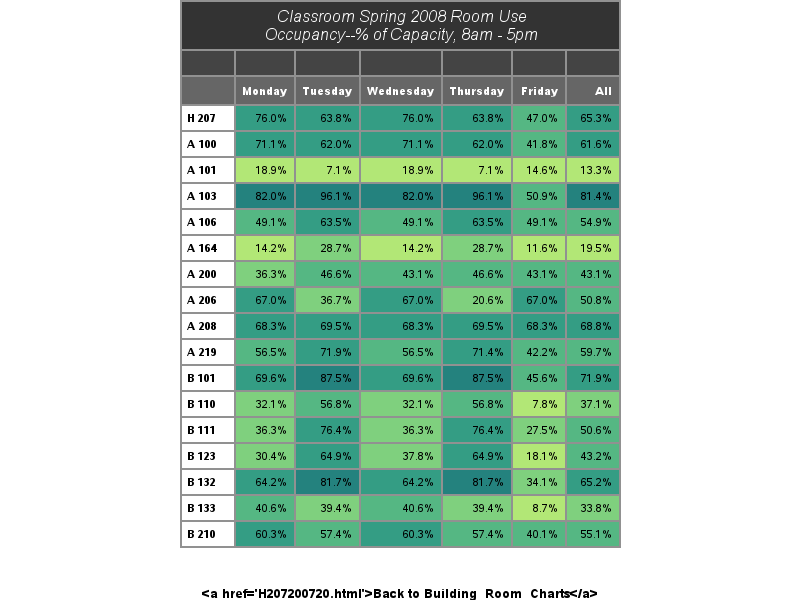 Classroom Spring 2008 Room Use
Occupancy--% of Capacity, 8am - 5pm
Monday Tuesday Wednesday Thursday Friday All
H 207 76.0% 63.8% 76.0% 63.8% 47.0% 65.3%
A 100 71.1% 62.0% 71.1% 62.0% 41.8% 61.6%
A 101 18.9% 7.1% 18.9% 7.1% 14.6% 13.3%
A 103 82.0% 96.1% 82.0% 96.1% 50.9% 81.4%
A 106 49.1% 63.5% 49.1% 63.5% 49.1% 54.9%
A 164 14.2% 28.7% 14.2% 28.7% 11.6% 19.5%
A 200 36.3% 46.6% 43.1% 46.6% 43.1% 43.1%
A 206 67.0% 36.7% 67.0% 20.6% 67.0% 50.8%
A 208 68.3% 69.5% 68.3% 69.5% 68.3% 68.8%
A 219 56.5% 71.9% 56.5% 71.4% 42.2% 59.7%
B 101 69.6% 87.5% 69.6% 87.5% 45.6% 71.9%
B 110 32.1% 56.8% 32.1% 56.8% 7.8% 37.1%
B 111 36.3% 76.4% 36.3% 76.4% 27.5% 50.6%
B 123 30.4% 64.9% 37.8% 64.9% 18.1% 43.2%
B 132 64.2% 81.7% 64.2% 81.7% 34.1% 65.2%
B 133 40.6% 39.4% 40.6% 39.4% 8.7% 33.8%
B 210 60.3% 57.4% 60.3% 57.4% 40.1% 55.1%
<a href='H207200720.html'>Back to Building_Room_Charts</a>